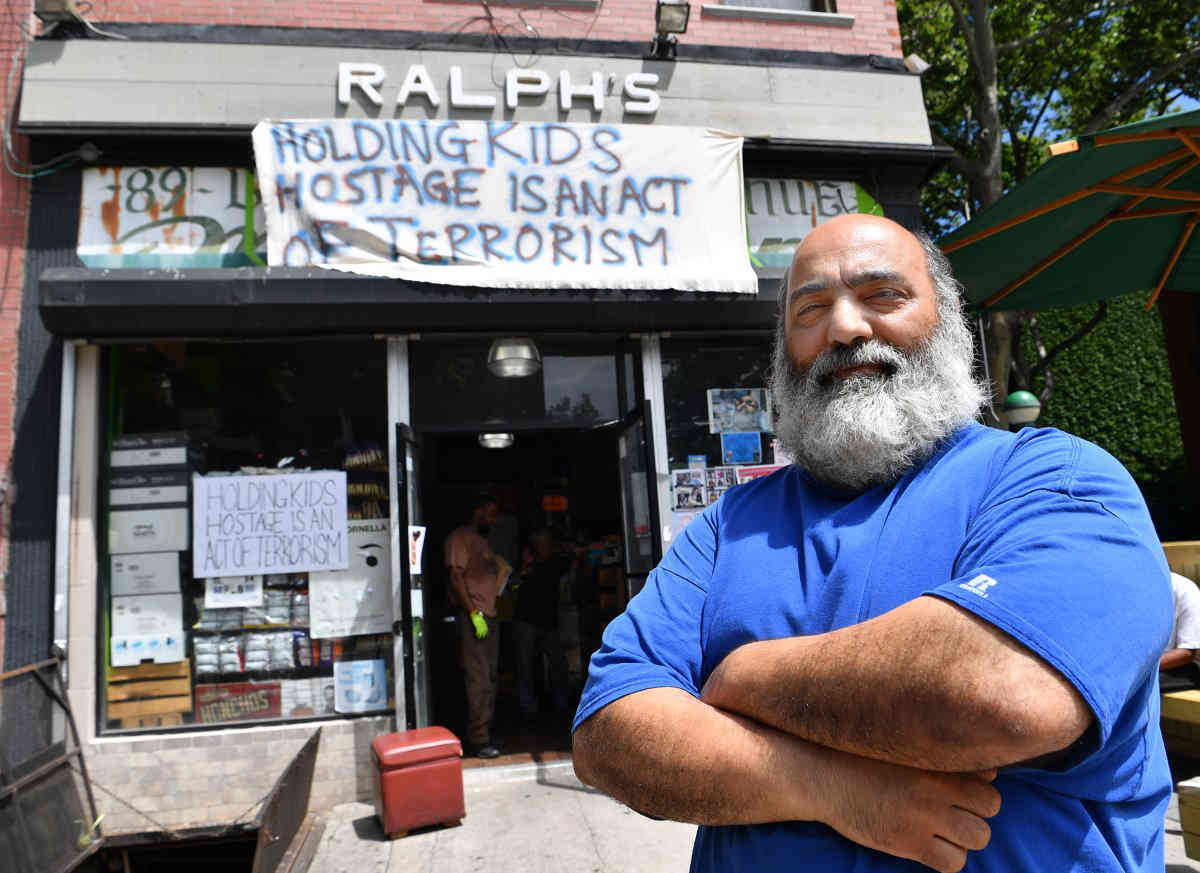 RALPH'S
HOLDING KIDS
HOSTAGE IS AN ACT
OF TERRORISM
HOLDING KIDS
HOSTAGE IS AN
ACT OF TERRORISM